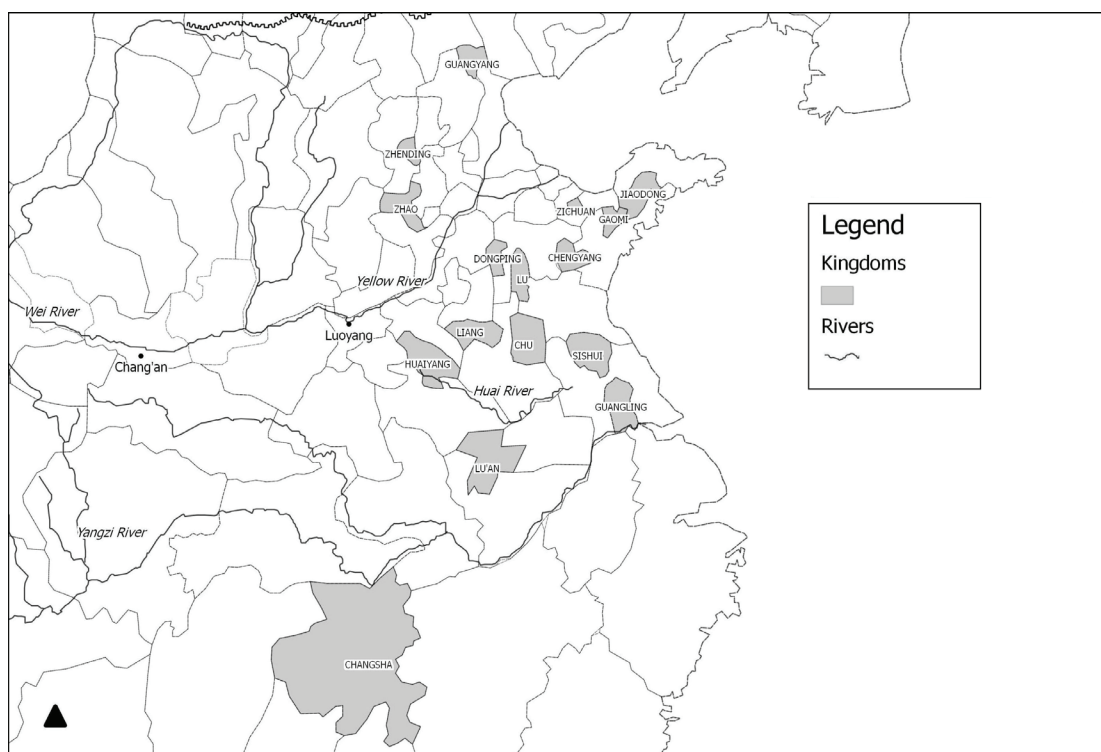 GUANGYANG
ZHENDING
JIAODONG
ZHAO
ZICHUAN
GAOMI
DONGPING
CHENGYANG
LU
Yellow River
Wei River
Luoyang
LIANG
CHU
SISHUI
Chang'an
HUAIYANG
Huai River
GUANGLING
LU'AN
Yangzi River
CHANGSHA
Legend
Kingdoms
Rivers